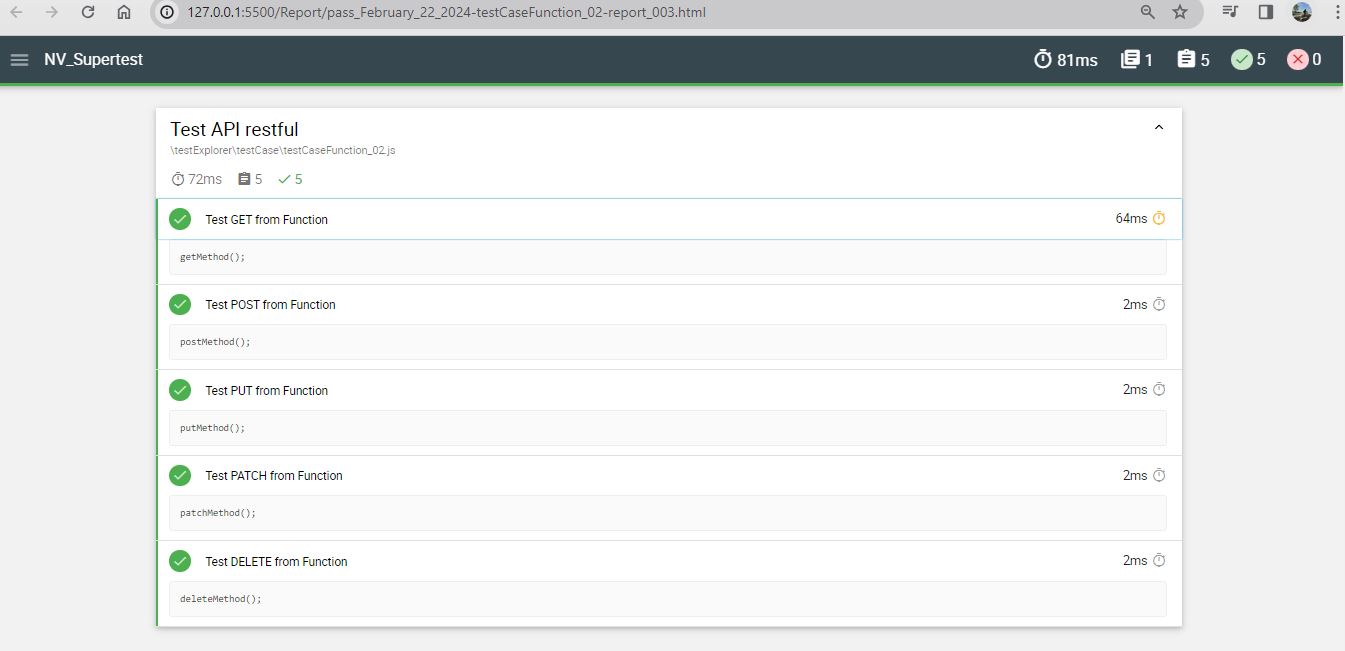 127.0.0.1:5500/Report/pass_February_22_2024-testCaseFunction_02-report_003.html
NV_Supertest 81ms 1 5 5 0
Test API restful
\testExplorer\testCase\testCaseFunction_02.js
72ms 5 5
Test GET from Function 64ms
getMethod();
Test POST from Function 2ms
postMethod();
Test PUT from Function 2ms
putMethod();
Test PATCH from Function 2ms
patchMethod();
Test DELETE from Function 2ms
deleteMethod();